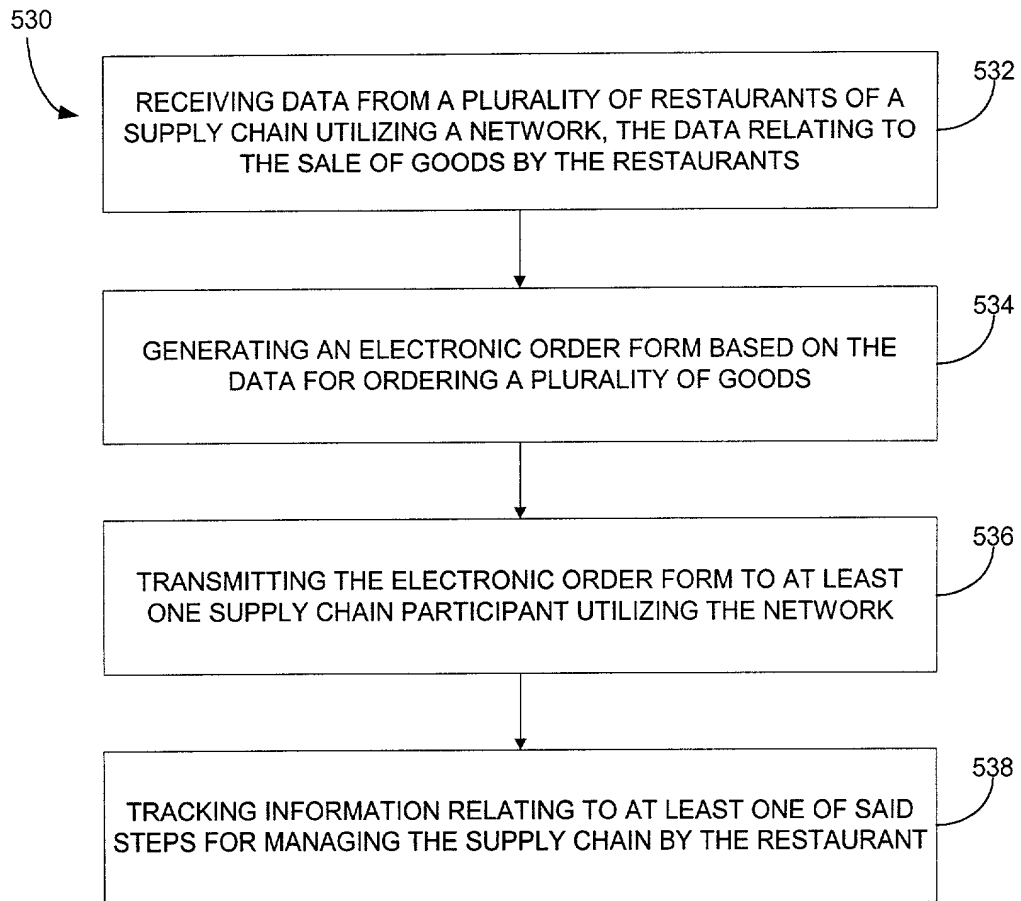 530
532
RECEIVING DATA FROM A PLURALITY OF RESTAURANTS OF A
SUPPLY CHAIN UTILIZING A NETWORK, THE DATA RELATING TO
THE SALE OF GOODS BY THE RESTAURANTS
534
GENERATING AN ELECTRONIC ORDER FORM BASED ON THE
DATA FOR ORDERING A PLURALITY OF GOODS
536
TRANSMITTING THE ELECTRONIC ORDER FORM TO AT LEAST
ONE SUPPLY CHAIN PARTICIPANT UTILIZING THE NETWORK
538
TRACKING INFORMATION RELATING TO AT LEAST ONE OF SAID
STEPS FOR MANAGING THE SUPPLY CHAIN BY THE RESTAURANT